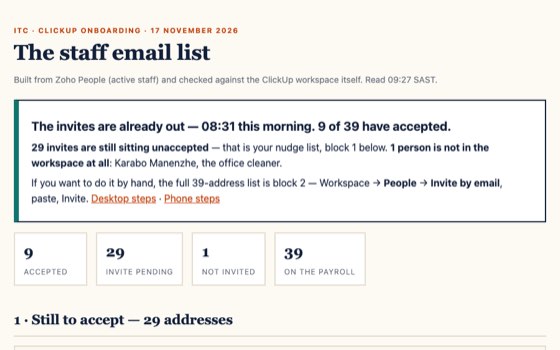 ITC · CLICKUP ONBOARDING · 17 NOVEMBER 2026
The staff email list
Built from Zoho People (active staff) and checked against the ClickUp workspace itself. Read 09:27 SAST.
The invites are already out — 08:31 this morning. 9 of 39 have accepted.
29 invites are still sitting unaccepted — that is your nudge list, block 1 below. 1 person is not in the
workspace at all: Karabo Manenzhe, the office cleaner.
If you want to do it by hand, the full 39-address list is block 2 — Workspace → People → Invite by email,
paste, Invite. Desktop steps · Phone steps
9
ACCEPTED
29
INVITE PENDING
1
NOT INVITED
39
ON THE PAYROLL
1 · Still to accept — 29 addresses